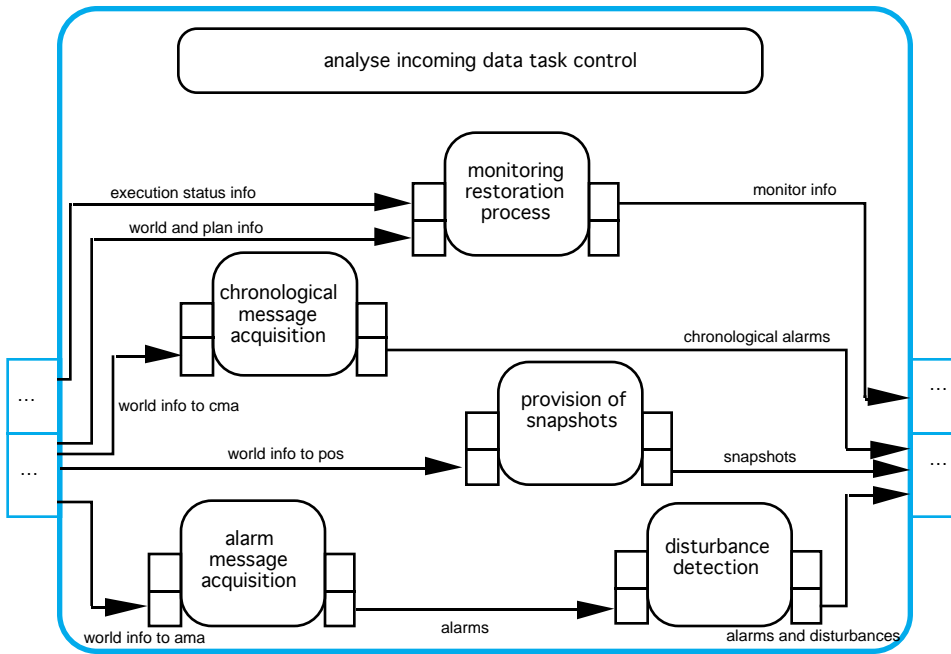 analyse incoming data task control
monitoring
restoration
process
execution status info
monitor info
world and plan info
chronological
message
acquisition
chronological alarms
...
...
world info to cma
provision of
snapshots
...
...
world info to pos
snapshots
alarm
message
acquisition
disturbance
detection
world info to ama
alarms
alarms and disturbances